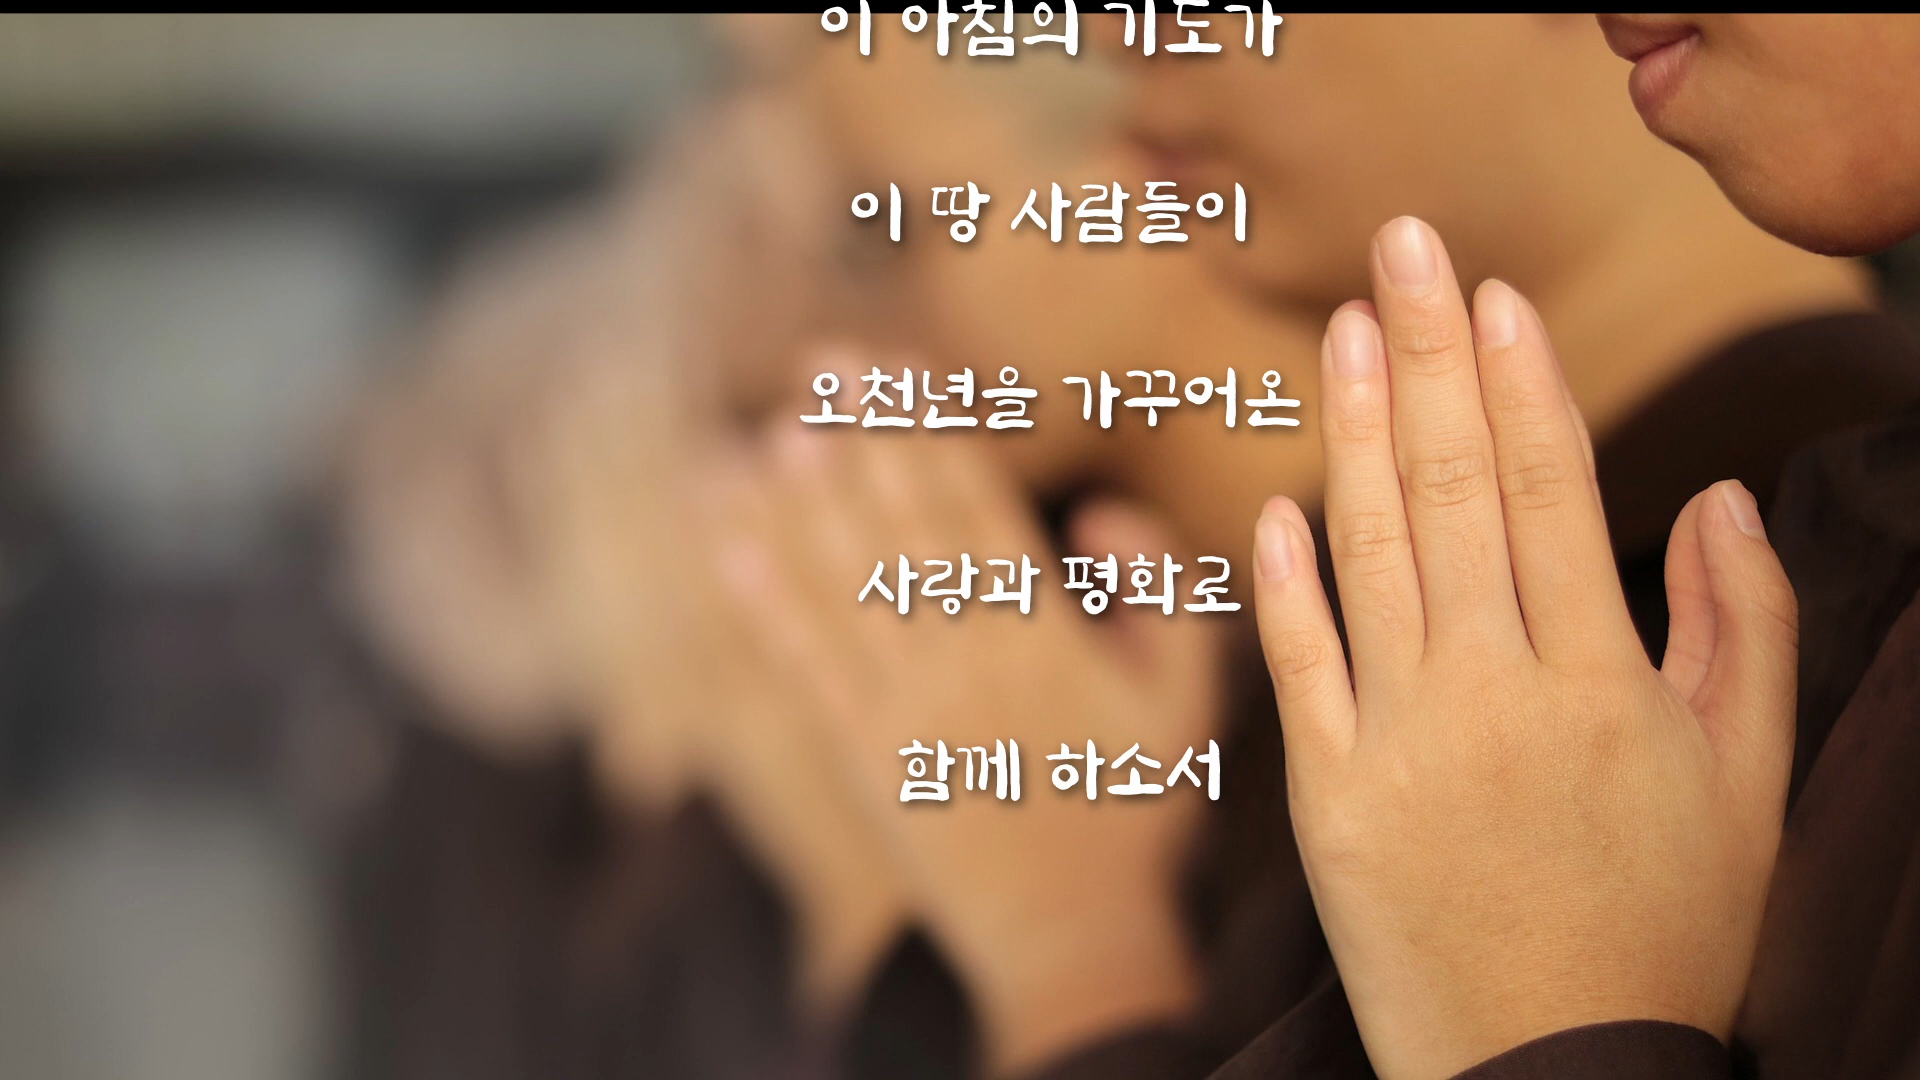 이 아침의 기도가
이 땅 사람들이
오천년을 가꾸어온
사랑과 평화로
함께 하소서